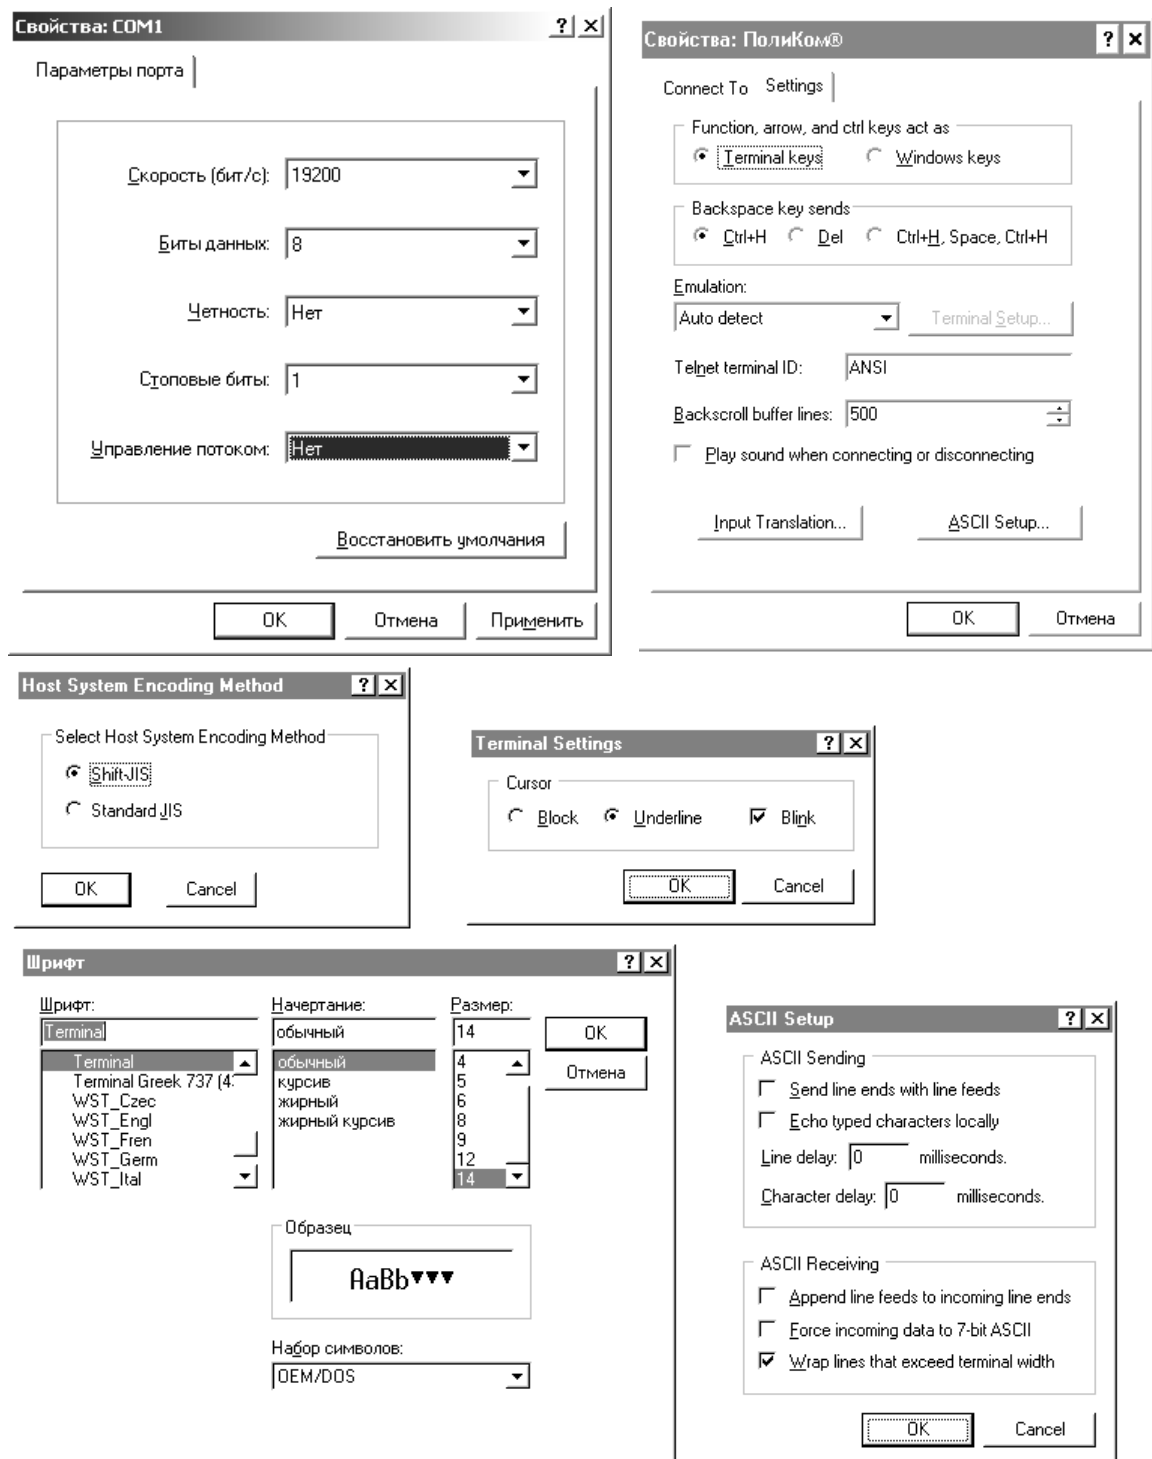 Свойства: COM1
Параметры порта
Скорость (бит/с): 19200
Биты данных: 8
Четность: Нет
Стоповые биты: 1
Управление потоком: Нет
Восстановить умолчания
OK Отмена Применить
Свойства: ПолиКом®
Connect To Settings
Function, arrow, and ctrl keys act as
Terminal keys Windows keys
Backspace key sends
Ctrl+H Del Ctrl+H, Space, Ctrl+H
Emulation:
Auto detect Terminal Setup...
Telnet terminal ID: ANSI
Backscroll buffer lines: 500
Play sound when connecting or disconnecting
Input Translation... ASCII Setup...
OK Отмена
Host System Encoding Method
Select Host System Encoding Method
Shift-JIS
Standard JIS
OK Cancel
Terminal Settings
Cursor
Block Underline Blink
OK Cancel
Шрифт
Шрифт: Начертание: Размер:
Terminal обычный 14 OK
Terminal обычный 4 Отмена
Terminal Greek 737 (4: курсив 5
WST_Czec жирный 6
WST_Engl жирный курсив 8
WST_Fren 9
WST_Germ 12
WST_Ital 14
Образец
AaBb▼▼▼
Набор символов:
OEM/DOS
ASCII Setup
ASCII Sending
Send line ends with line feeds
Echo typed characters locally
Line delay: 0 milliseconds.
Character delay: 0 milliseconds.
ASCII Receiving
Append line feeds to incoming line ends
Force incoming data to 7-bit ASCII
Wrap lines that exceed terminal width
OK Cancel